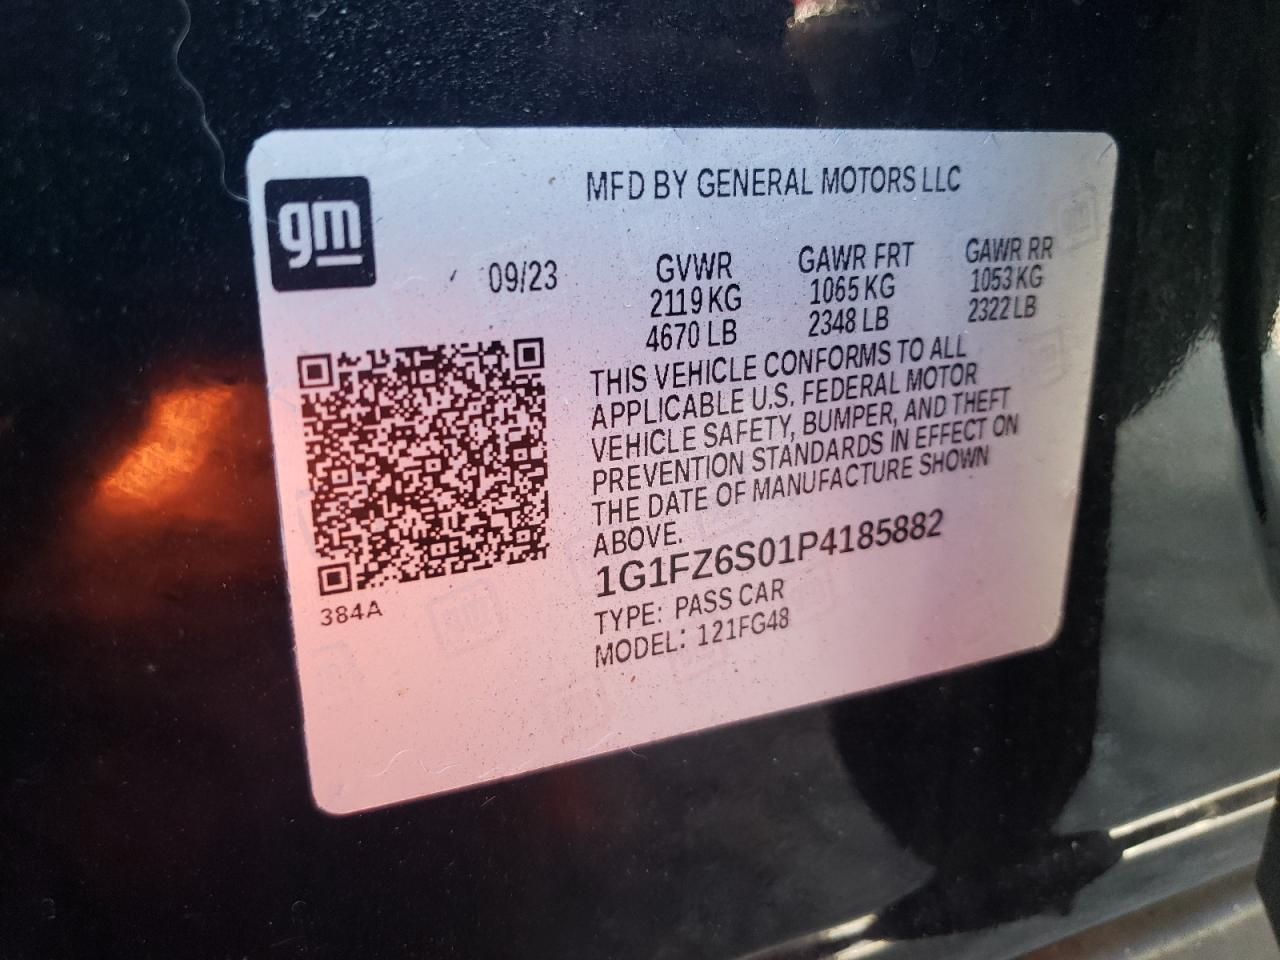 gm
MFD BY GENERAL MOTORS LLC
09/23
GVWR
2119 KG
4670 LB
GAWR FRT
1065 KG
2348 LB
GAWR RR
1053 KG
2322 LB
THIS VEHICLE CONFORMS TO ALL
APPLICABLE U.S. FEDERAL MOTOR
VEHICLE SAFETY, BUMPER, AND THEFT
PREVENTION STANDARDS IN EFFECT ON
THE DATE OF MANUFACTURE SHOWN
ABOVE.
1G1FZ6S01P4185882
TYPE: PASS CAR
MODEL: 121FG48
384A